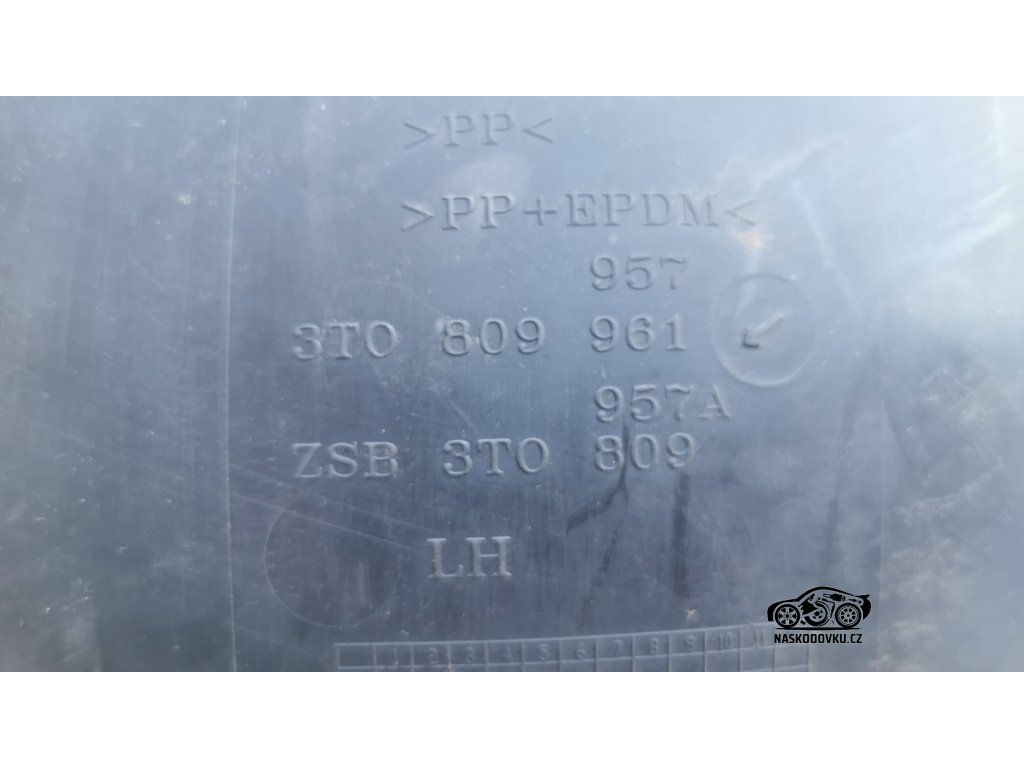 >PP<
>PP+EPDM<
957
3T0 809 961
957A
ZSB 3T0 809
LH
1 2 3 4 5 6 7 8 9 10 11
NASKODOVKU.CZ